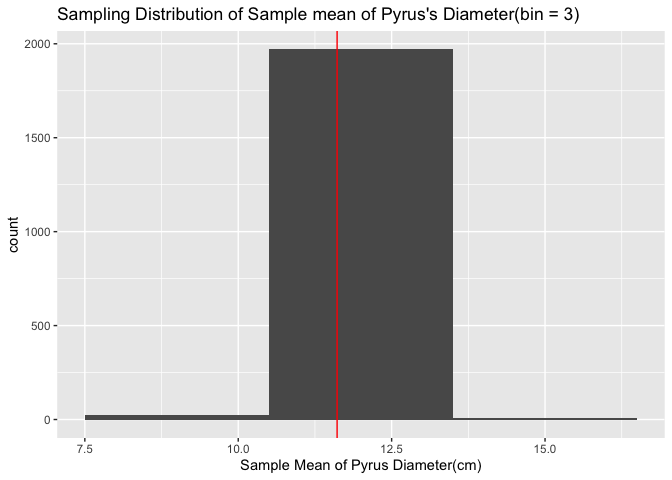 Sampling Distribution of Sample mean of Pyrus's Diameter(bin = 3)
2000
1500
1000
500
0
count
7.5 10.0 12.5 15.0
Sample Mean of Pyrus Diameter(cm)